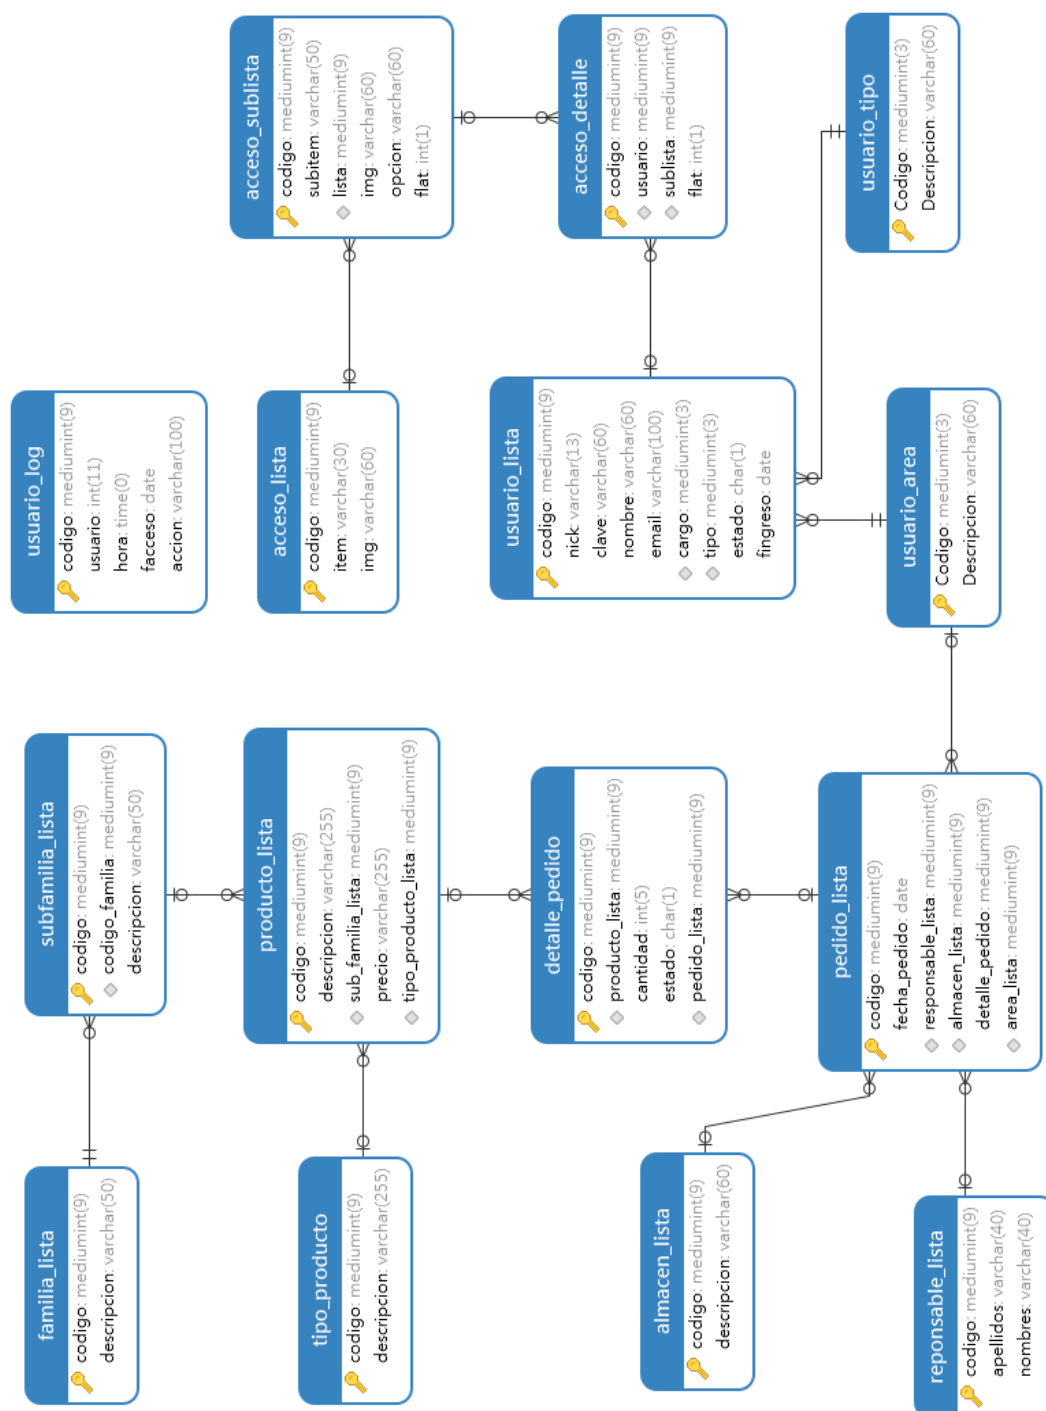 familia_lista
codigo: mediumint(9)
descripcion: varchar(50)
subfamilia_lista
codigo: mediumint(9)
codigo_familia: mediumint(9)
descripcion: varchar(50)
usuario_log
codigo: mediumint(9)
usuario: int(11)
hora: time(0)
facceso: date
accion: varchar(100)
tipo_producto
codigo: mediumint(9)
descripcion: varchar(255)
producto_lista
codigo: mediumint(9)
descripcion: varchar(255)
sub_familia_lista: mediumint(9)
precio: varchar(255)
tipo_producto_lista: mediumint(9)
acceso_lista
codigo: mediumint(9)
item: varchar(30)
img: varchar(60)
acceso_sublista
codigo: mediumint(9)
subitem: varchar(50)
lista: mediumint(9)
img: varchar(60)
opcion: varchar(60)
flat: int(1)
detalle_pedido
codigo: mediumint(9)
producto_lista: mediumint(9)
cantidad: int(5)
estado: char(1)
pedido_lista: mediumint(9)
usuario_lista
codigo: mediumint(9)
nick: varchar(13)
clave: varchar(60)
nombre: varchar(60)
email: varchar(100)
cargo: mediumint(3)
tipo: mediumint(3)
estado: char(1)
fingreso: date
acceso_detalle
codigo: mediumint(9)
usuario: mediumint(9)
sublista: mediumint(9)
flat: int(1)
almacen_lista
codigo: mediumint(9)
descripcion: varchar(60)
reponsable_lista
codigo: mediumint(9)
apellidos: varchar(40)
nombres: varchar(40)
pedido_lista
codigo: mediumint(9)
fecha_pedido: date
responsable_lista: mediumint(9)
almacen_lista: mediumint(9)
detalle_pedido: mediumint(9)
area_lista: mediumint(9)
usuario_area
Codigo: mediumint(3)
Descripcion: varchar(60)
usuario_tipo
Codigo: mediumint(3)
Descripcion: varchar(60)